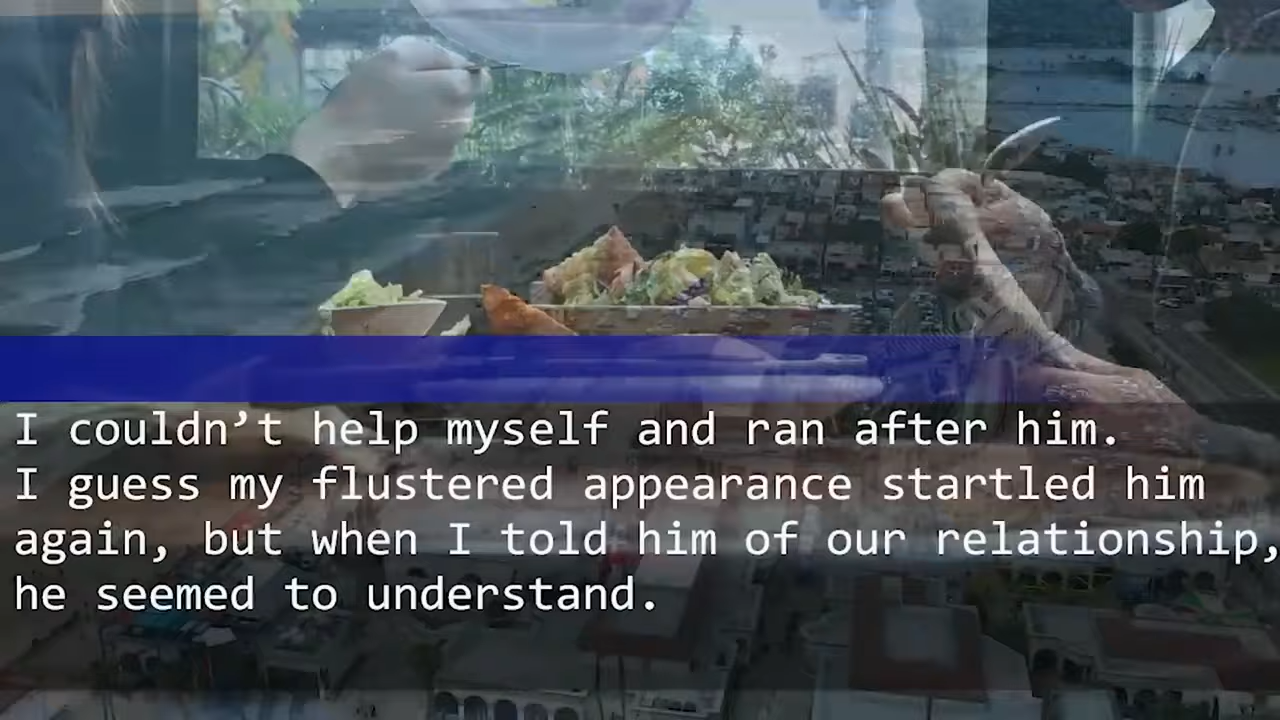 I couldn’t help myself and ran after him.
I guess my flustered appearance startled him
again, but when I told him of our relationship,
he seemed to understand.